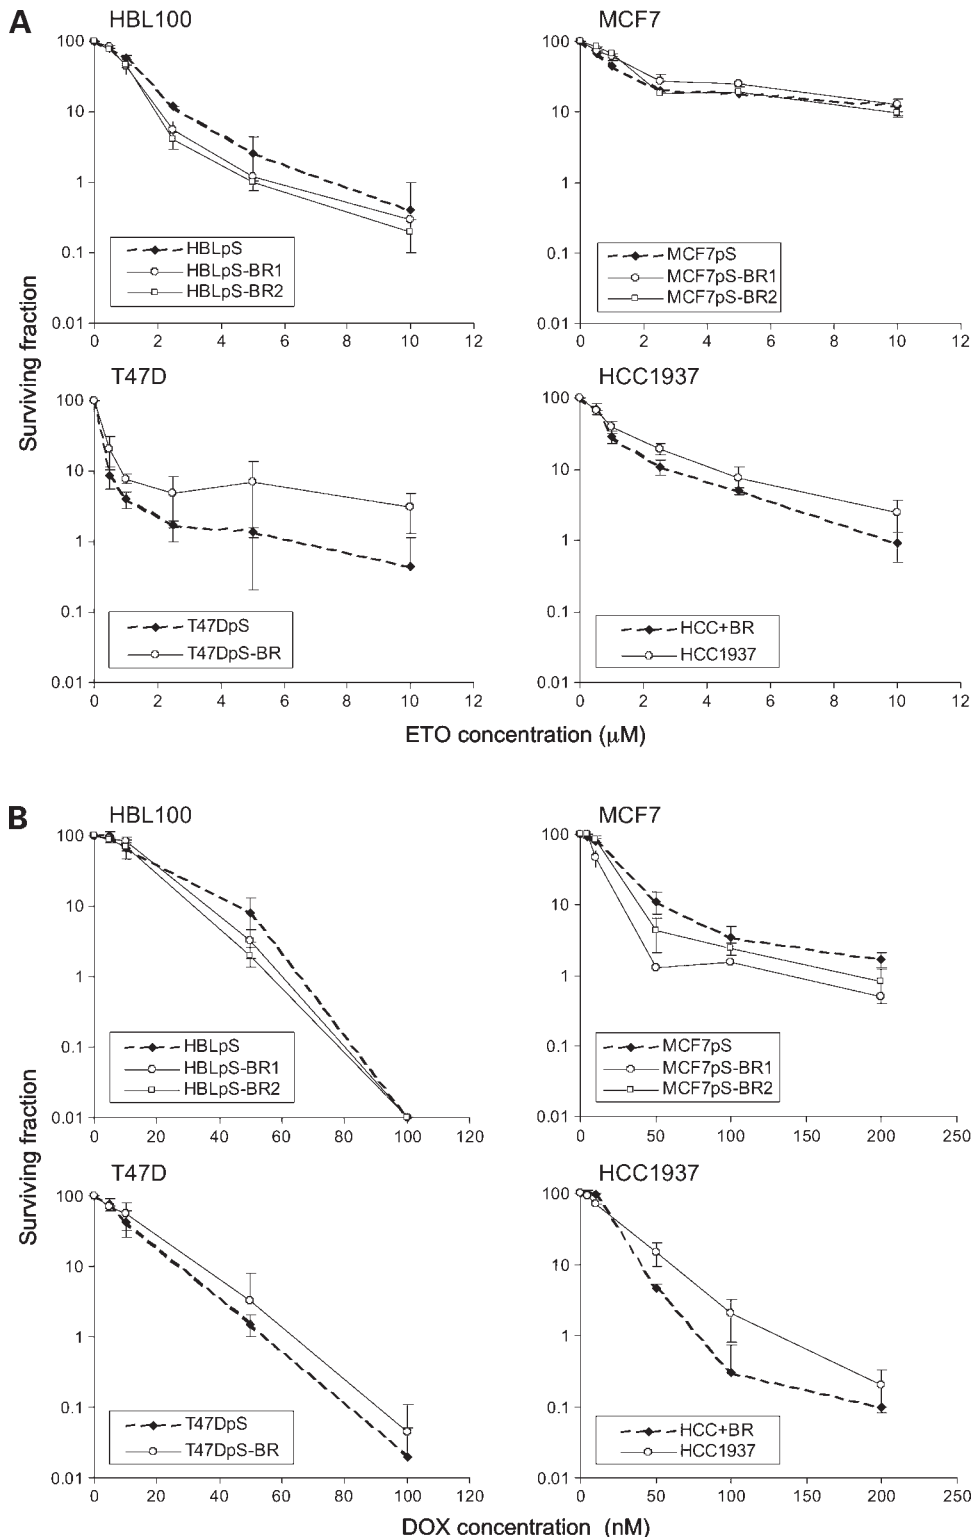 A
HBL100
100
10
1
0.1
0.01
HBLpS
HBLpS-BR1
HBLpS-BR2
0 2 4 6 8 10 12
MCF7
100
10
1
0.1
0.01
MCF7pS
MCF7pS-BR1
MCF7pS-BR2
0 2 4 6 8 10 12
Surviving fraction
T47D
100
10
1
0.1
0.01
T47DpS
T47DpS-BR
0 2 4 6 8 10 12
HCC1937
100
10
1
0.1
0.01
HCC+BR
HCC1937
0 2 4 6 8 10 12
ETO concentration (μM)
B
HBL100
100
10
1
0.1
0.01
HBLpS
HBLpS-BR1
HBLpS-BR2
0 20 40 60 80 100 120
MCF7
100
10
1
0.1
0.01
MCF7pS
MCF7pS-BR1
MCF7pS-BR2
0 50 100 150 200 250
Surviving fraction
T47D
100
10
1
0.1
0.01
T47DpS
T47DpS-BR
0 20 40 60 80 100 120
HCC1937
100
10
1
0.1
0.01
HCC+BR
HCC1937
0 50 100 150 200 250
DOX concentration (nM)